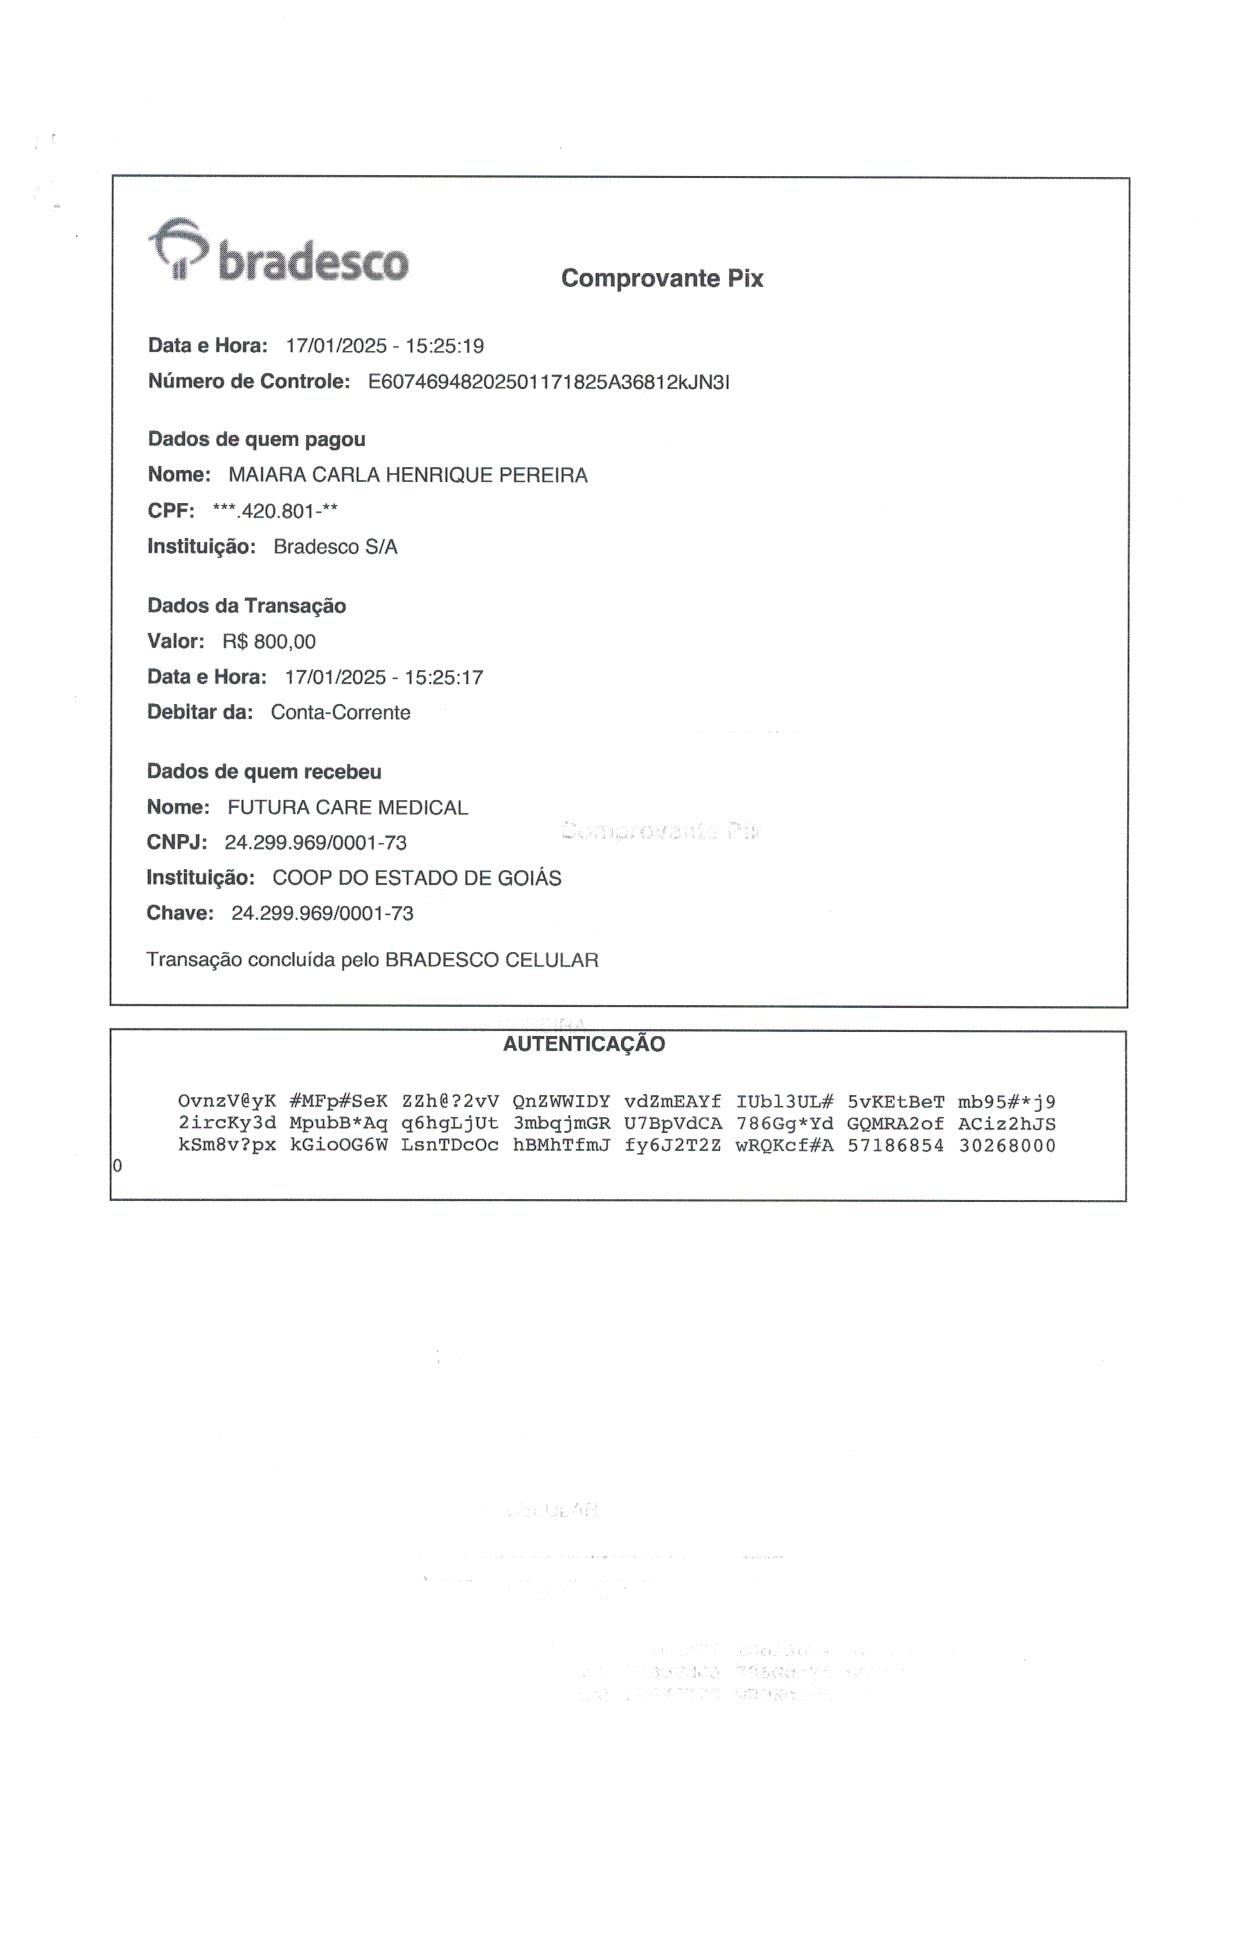 bradesco
Comprovante Pix
Data e Hora: 17/01/2025 - 15:25:19
Número de Controle: E60746948202501171825A36812kJN3I
Dados de quem pagou
Nome: MAIARA CARLA HENRIQUE PEREIRA
CPF: ***.420.801-**
Instituição: Bradesco S/A
Dados da Transação
Valor: R$ 800,00
Data e Hora: 17/01/2025 - 15:25:17
Debitar da: Conta-Corrente
Dados de quem recebeu
Nome: FUTURA CARE MEDICAL
Comprovante Pix
CNPJ: 24.299.969/0001-73
Instituição: COOP DO ESTADO DE GOIÁS
Chave: 24.299.969/0001-73
Transação concluída pelo BRADESCO CELULAR
AUTENTICAÇÃO
OvnzV@yK #MFp#SeK ZZh@?2vV QnZWWIDY vdZmEAYf IUbl3UL# 5vKEtBeT mb95#*j9
2ircKy3d MpubB*Aq q6hgLjUt 3mbqjmGR U7BpVdCA 786Gg*Yd GQMRA2of ACiz2hJS
kSm8v?px kGioOG6W LsnTDcOc hBMhTfmJ fy6J2T2Z wRQKcf#A 57186854 30268000
0
CELULAR